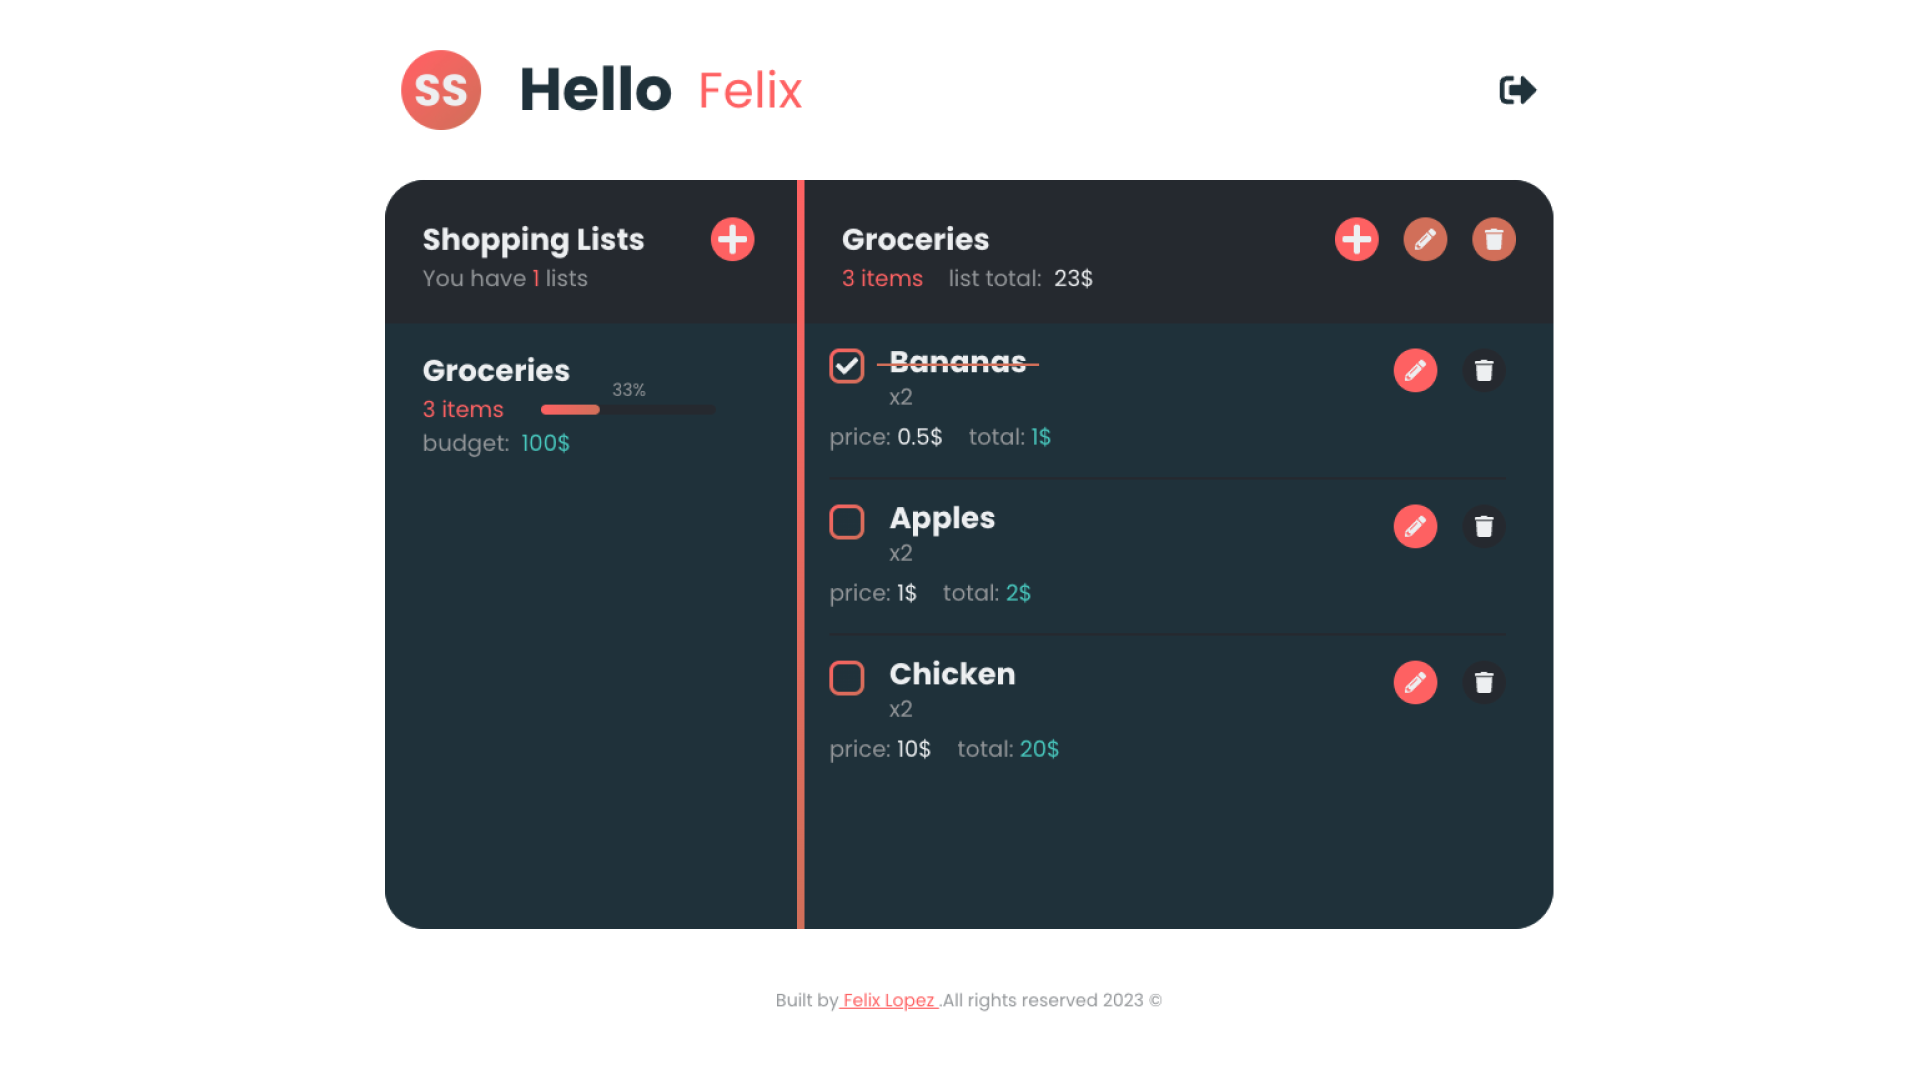 SS Hello Felix
Shopping Lists
You have 1 lists
Groceries
3 items 33%
budget: 100$
Groceries
3 items list total: 23$
Bananas
x2
price: 0.5$ total: 1$
Apples
x2
price: 1$ total: 2$
Chicken
x2
price: 10$ total: 20$
Built by Felix Lopez .All rights reserved 2023 ©